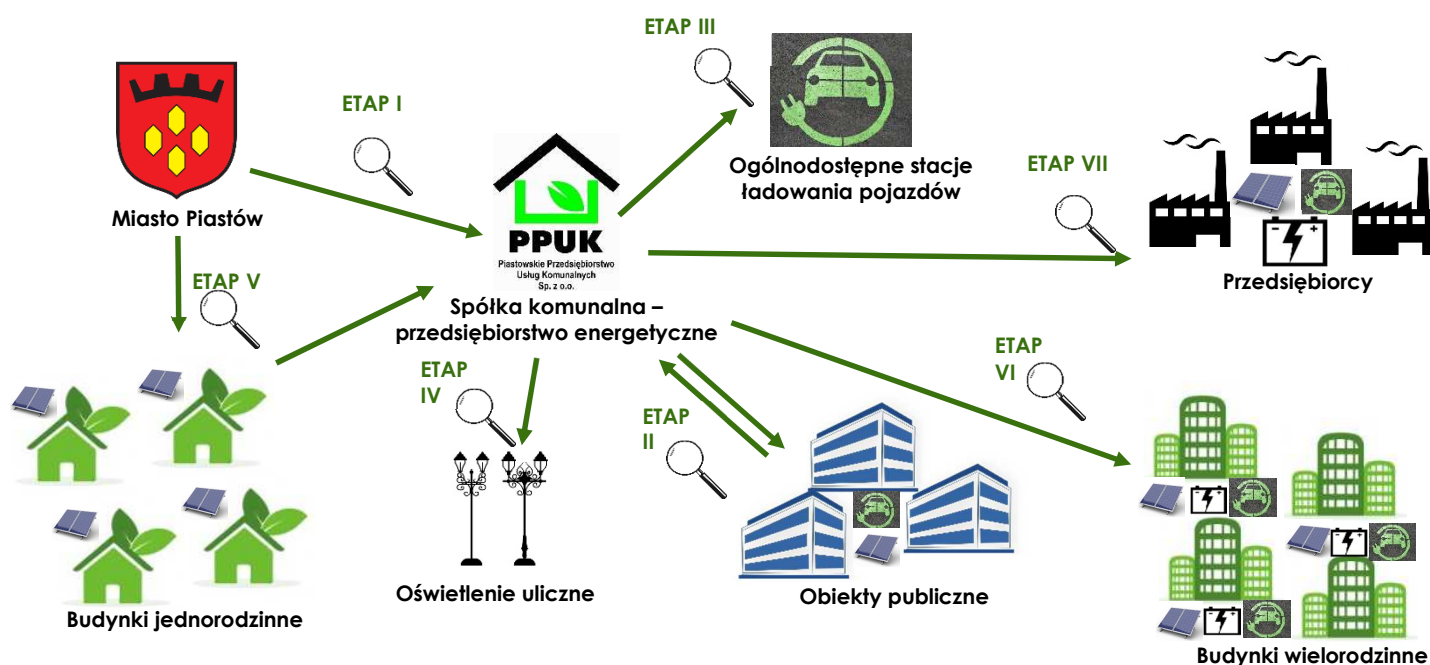 ETAP III
ETAP I
Ogólnodostępne stacje
ładowania pojazdów
ETAP VII
Miasto Piastów
PPUK
Piastowskie Przedsiębiorstwo
Usług Komunalnych
Sp. z o.o.
Przedsiębiorcy
ETAP V
Spółka komunalna –
przedsiębiorstwo energetyczne
ETAP
IV
ETAP
II
ETAP
VI
Oświetlenie uliczne
Obiekty publiczne
Budynki jednorodzinne
Budynki wielorodzinne